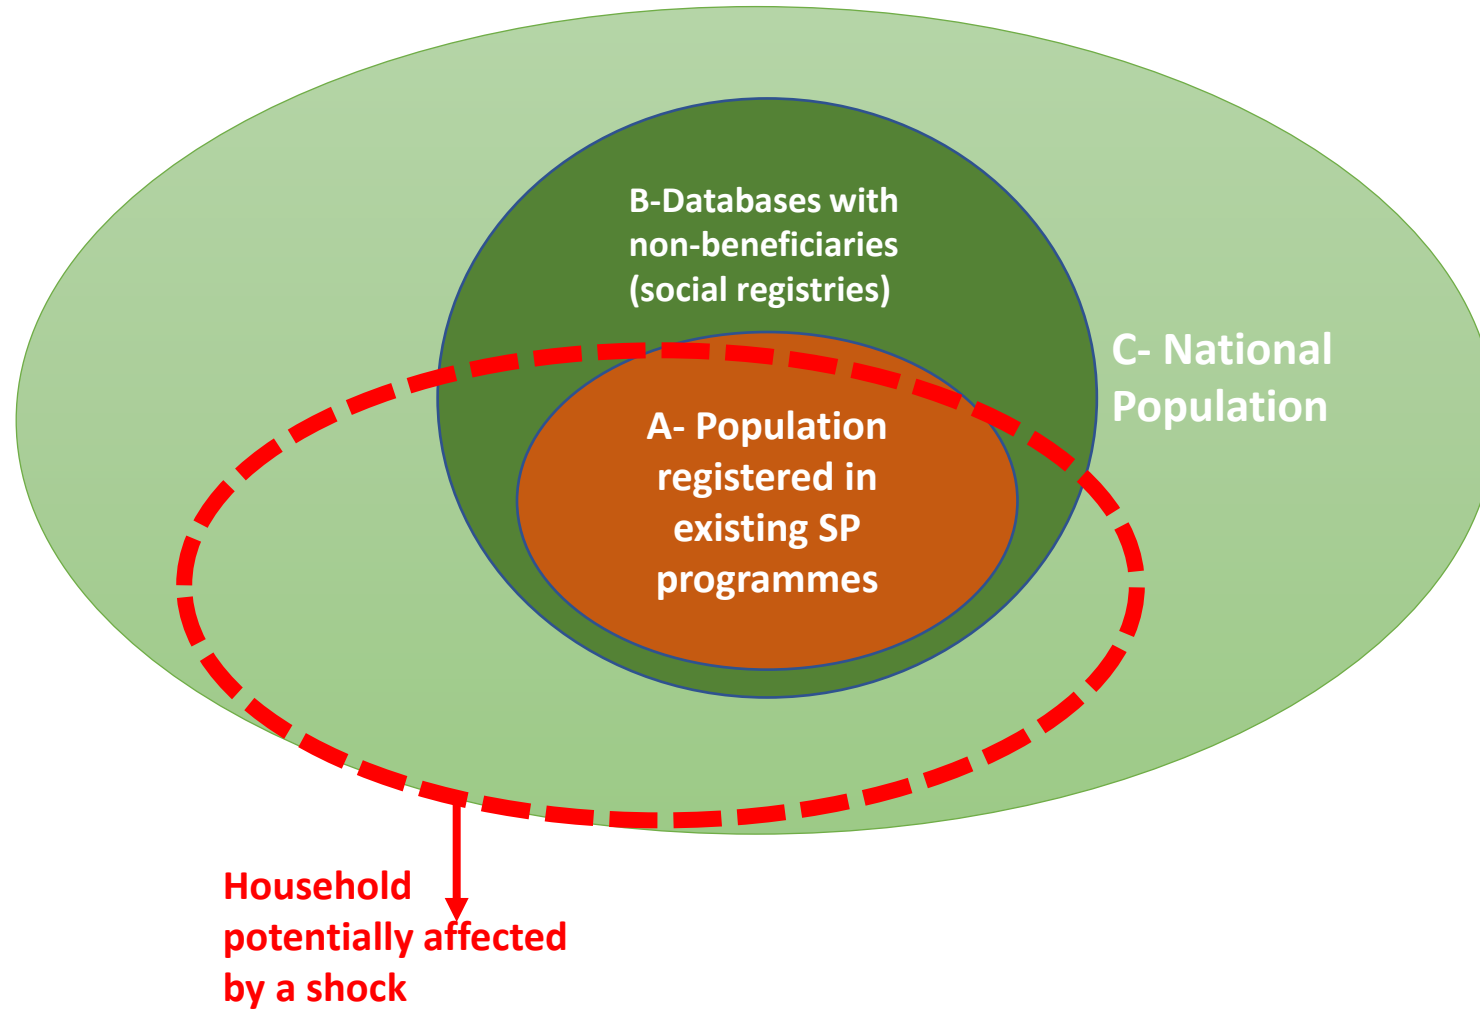 B-Databases with
non-beneficiaries
(social registries)
C- National
Population
A- Population
registered in
existing SP
programmes
Household
potentially affected
by a shock